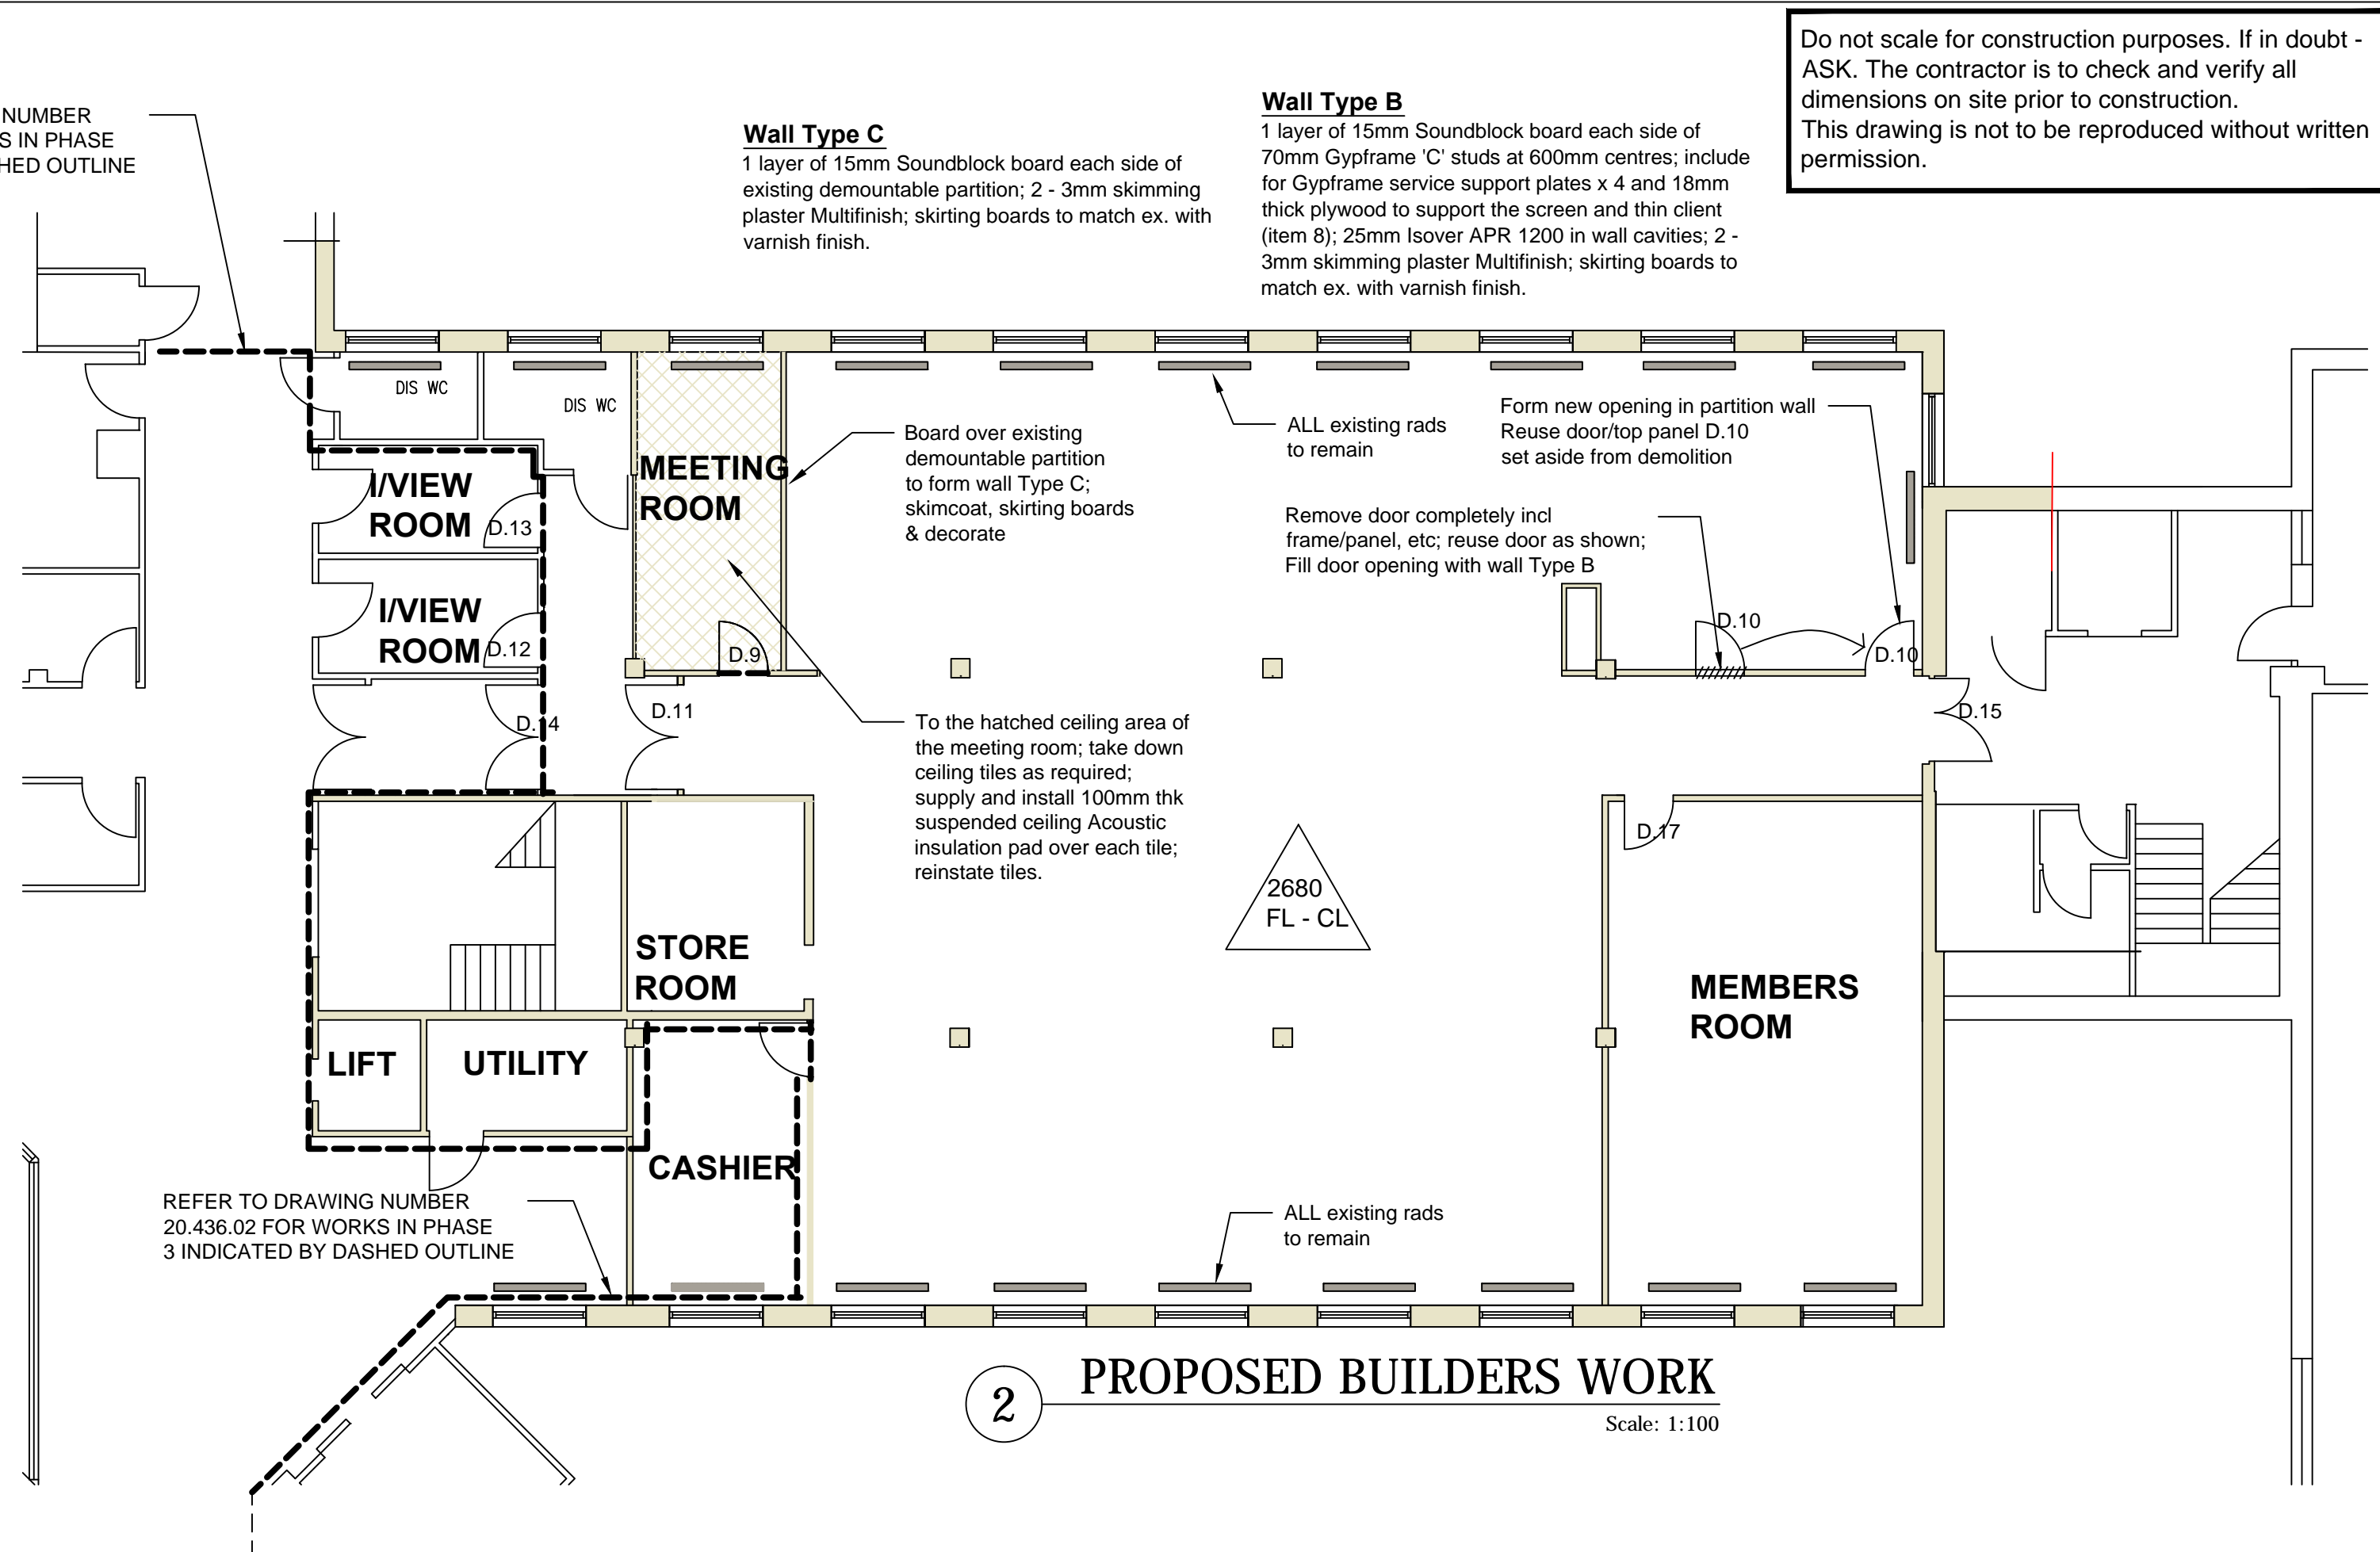 Do not scale for construction purposes. If in doubt -
ASK. The contractor is to check and verify all
dimensions on site prior to construction.
This drawing is not to be reproduced without written
permission.
NUMBER
S IN PHASE
HED OUTLINE
Wall Type C
1 layer of 15mm Soundblock board each side of
existing demountable partition; 2 - 3mm skimming
plaster Multifinish; skirting boards to match ex. with
varnish finish.
Wall Type B
1 layer of 15mm Soundblock board each side of
70mm Gypframe 'C' studs at 600mm centres; include
for Gypframe service support plates x 4 and 18mm
thick plywood to support the screen and thin client
(item 8); 25mm Isover APR 1200 in wall cavities; 2 -
3mm skimming plaster Multifinish; skirting boards to
match ex. with varnish finish.
DIS WC
DIS WC
MEETING
ROOM
Board over existing
demountable partition
to form wall Type C;
skimcoat, skirting boards
& decorate
ALL existing rads
to remain
Form new opening in partition wall
Reuse door/top panel D.10
set aside from demolition
Remove door completely incl
frame/panel, etc; reuse door as shown;
Fill door opening with wall Type B
I/VIEW
ROOM
D.13
I/VIEW
ROOM
D.12
D.9
D.10
D.10
D.14
D.11
D.15
To the hatched ceiling area of
the meeting room; take down
ceiling tiles as required;
supply and install 100mm thk
suspended ceiling Acoustic
insulation pad over each tile;
reinstate tiles.
D.17
2680
FL - CL
STORE
ROOM
MEMBERS
ROOM
LIFT
UTILITY
CASHIER
REFER TO DRAWING NUMBER
20.436.02 FOR WORKS IN PHASE
3 INDICATED BY DASHED OUTLINE
ALL existing rads
to remain
2
PROPOSED BUILDERS WORK
Scale: 1:100